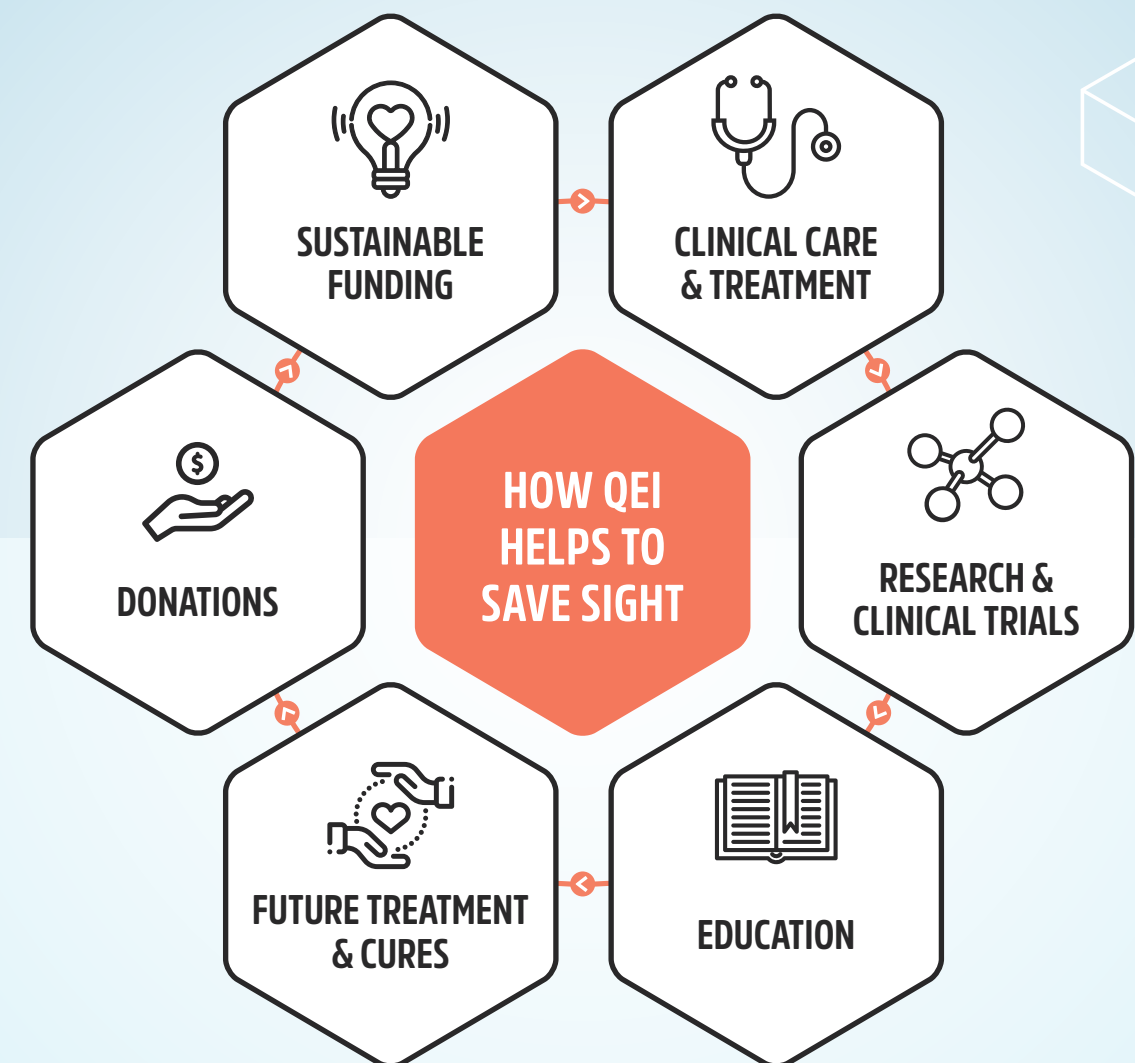 SUSTAINABLE
FUNDING
CLINICAL CARE
& TREATMENT
HOW QEI
HELPS TO
SAVE SIGHT
$
DONATIONS
RESEARCH &
CLINICAL TRIALS
FUTURE TREATMENT
& CURES
EDUCATION